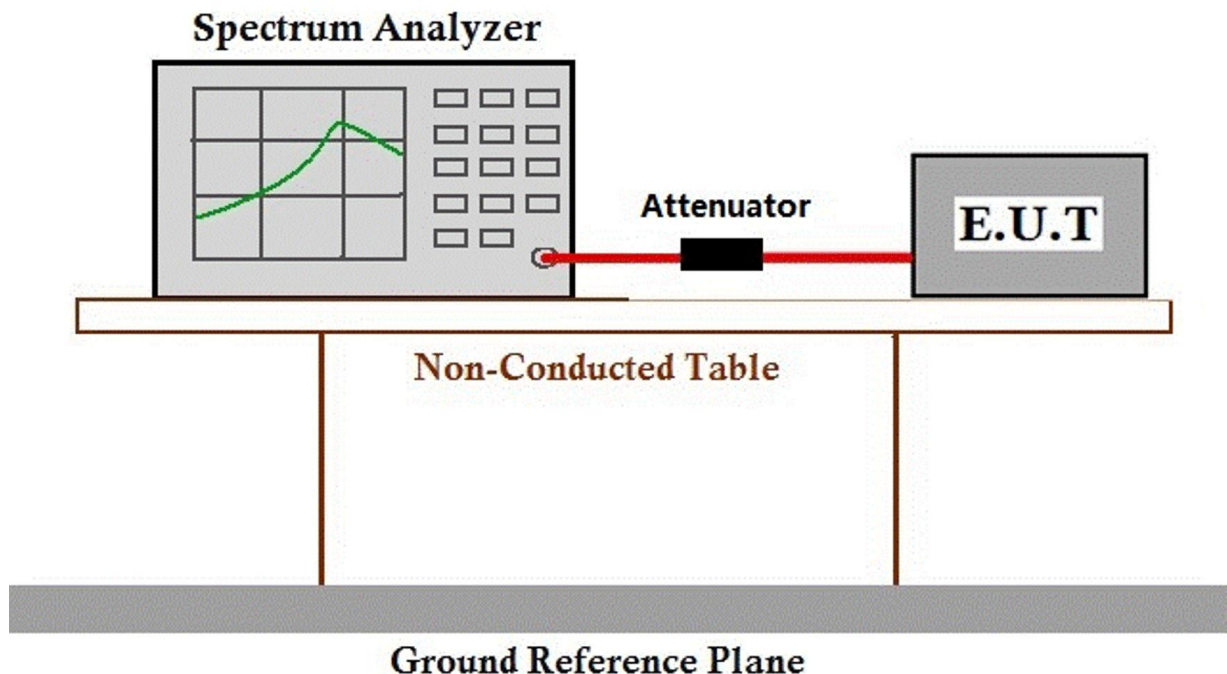 Spectrum Analyzer
Attenuator
E.U.T
Non-Conducted Table
Ground Reference Plane